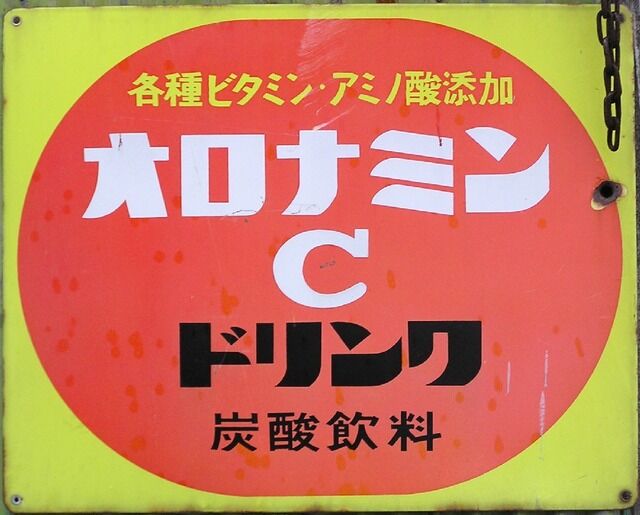 各種ビタミン・アミノ酸添加
オロナミン
C
ドリンク
炭酸飲料